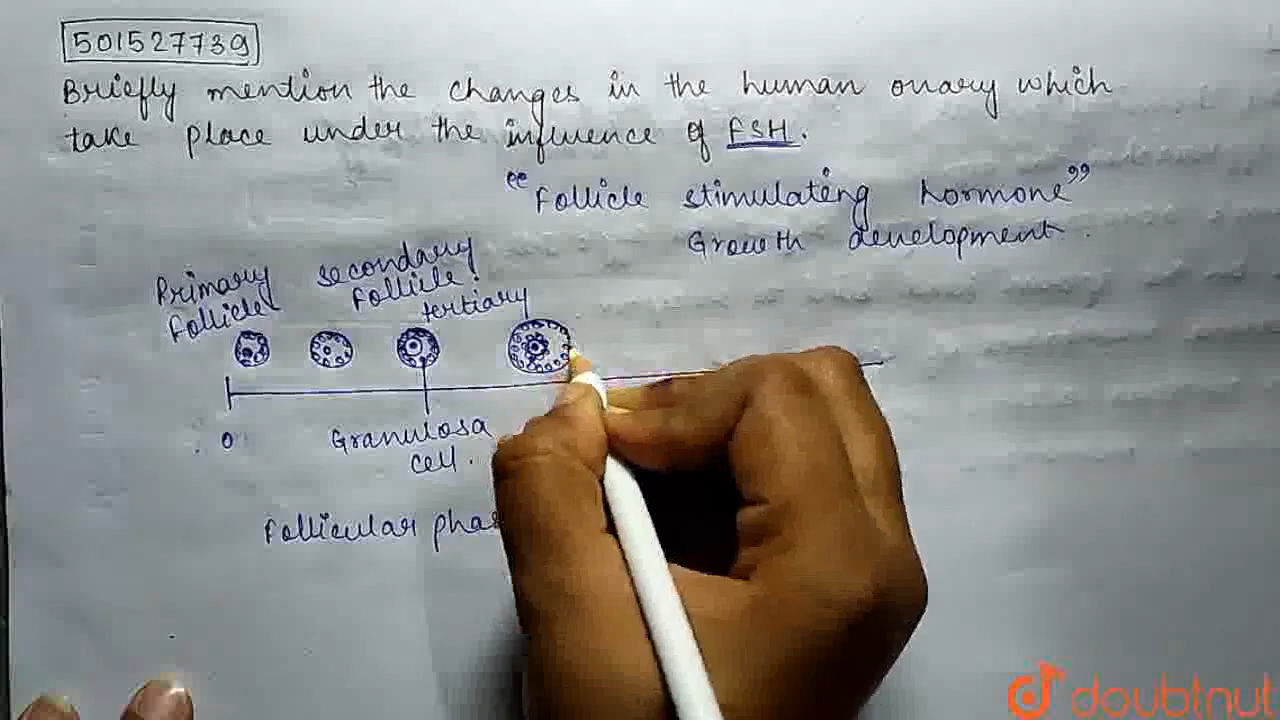 501527739
Briefly mention the changes in the human ovary which
take place under the influence of FSH.
"Follicle stimulating hormone"
Growth development.
Primary
follicle
secondary
follicle.
tertiary
0
Granulosa
cell.
Follicular phas
doubtnut